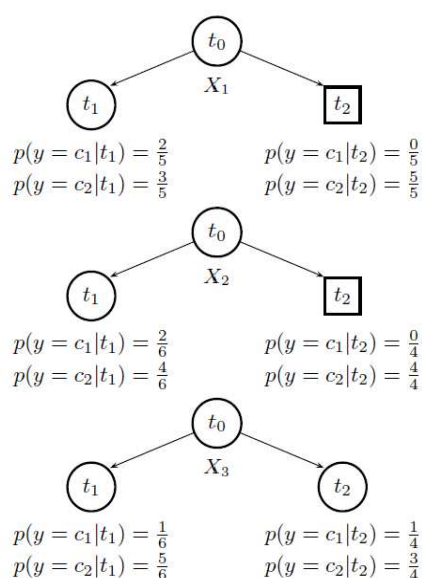 t₀
t₁ X₁ t₂
p(y = c₁|t₁) = 2/5 p(y = c₁|t₂) = 0/5
p(y = c₂|t₁) = 3/5 p(y = c₂|t₂) = 5/5
t₀
t₁ X₂ t₂
p(y = c₁|t₁) = 2/6 p(y = c₁|t₂) = 0/4
p(y = c₂|t₁) = 4/6 p(y = c₂|t₂) = 4/4
t₀
t₁ X₃ t₂
p(y = c₁|t₁) = 1/6 p(y = c₁|t₂) = 1/4
p(y = c₂|t₁) = 5/6 p(y = c₂|t₂) = 3/4